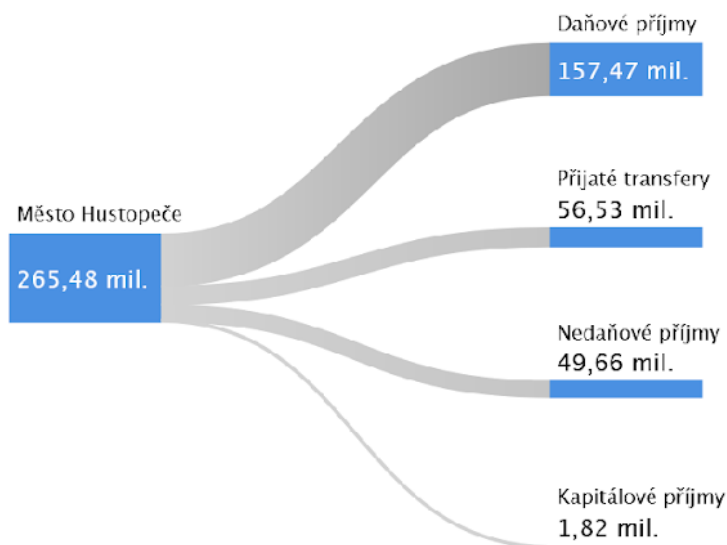 Daňové příjmy
157,47 mil.
Přijaté transfery
56,53 mil.
Město Hustopeče
265,48 mil.
Nedaňové příjmy
49,66 mil.
Kapitálové příjmy
1,82 mil.